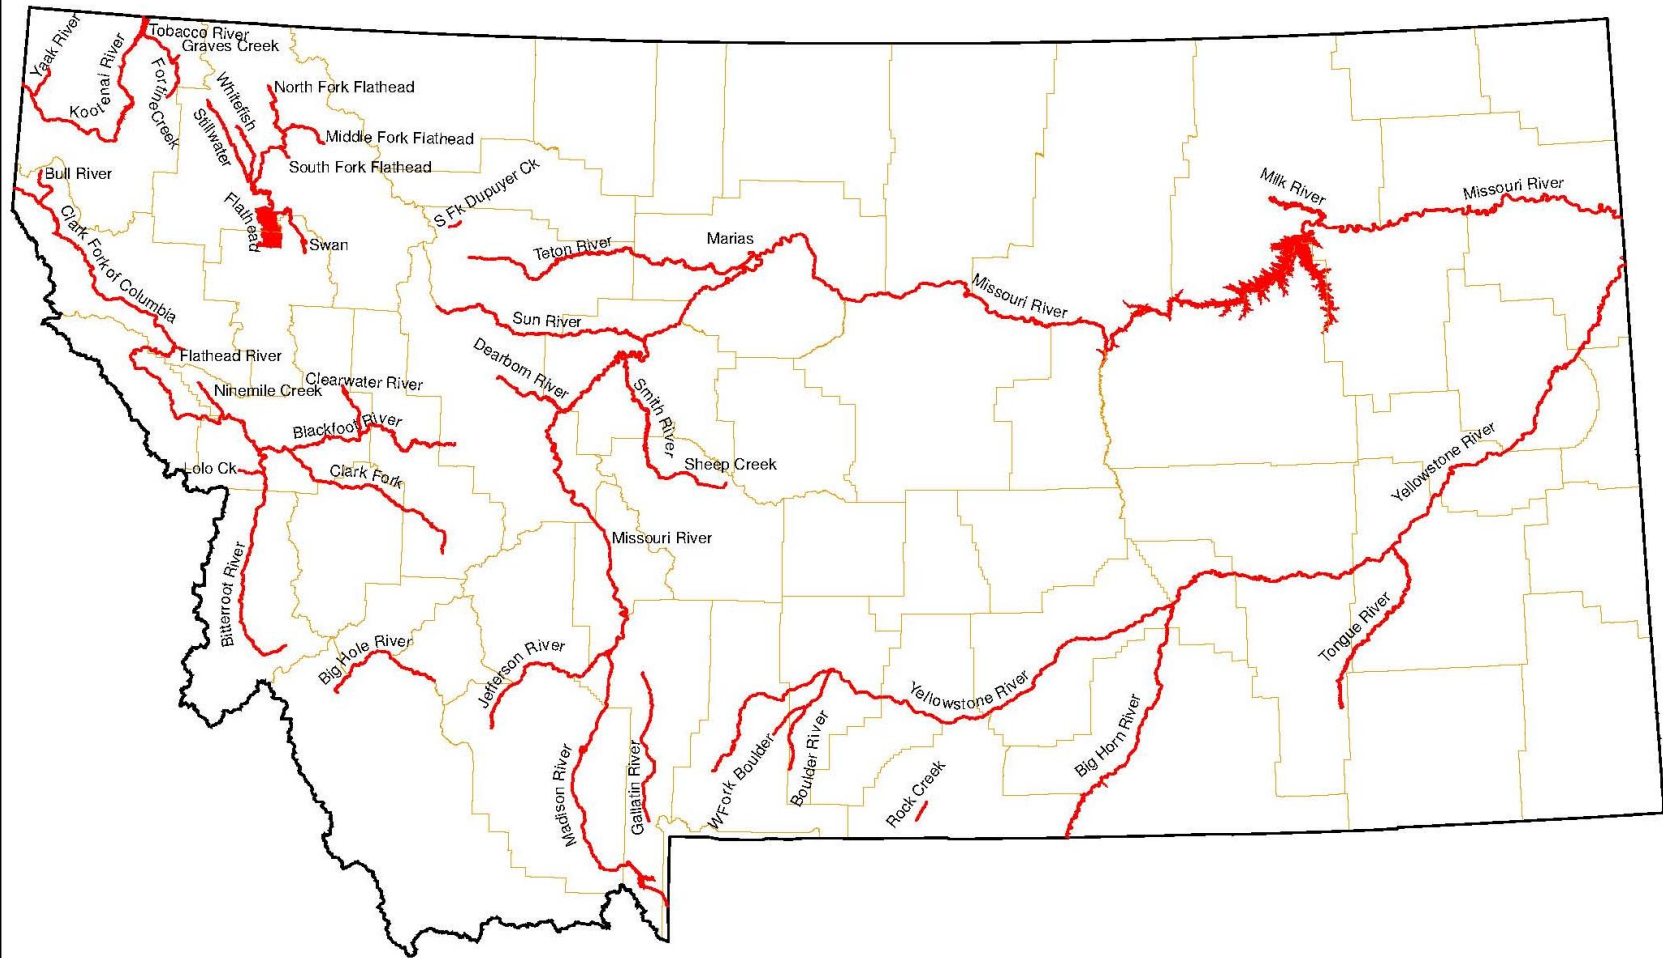 Yaak River
Kootenai River
Tobacco River
Graves Creek
Fortine Creek
Whitefish
Stillwater
North Fork Flathead
Middle Fork Flathead
South Fork Flathead
Bull River
Clark Fork of Columbia
Flathead
Swan
S Fk Dupuyer Ck
Teton River
Marias
Milk River
Missouri River
Missouri River
Sun River
Dearborn River
Smith River
Sheep Creek
Flathead River
Ninemile Creek
Clearwater River
Blackfoot River
Lolo Ck
Clark Fork
Missouri River
Yellowstone River
Bitterroot River
Big Hole River
Jefferson River
Tongue River
Yellowstone River
Madison River
Gallatin River
W Fork Boulder
Boulder River
Rock Creek
Big Horn River